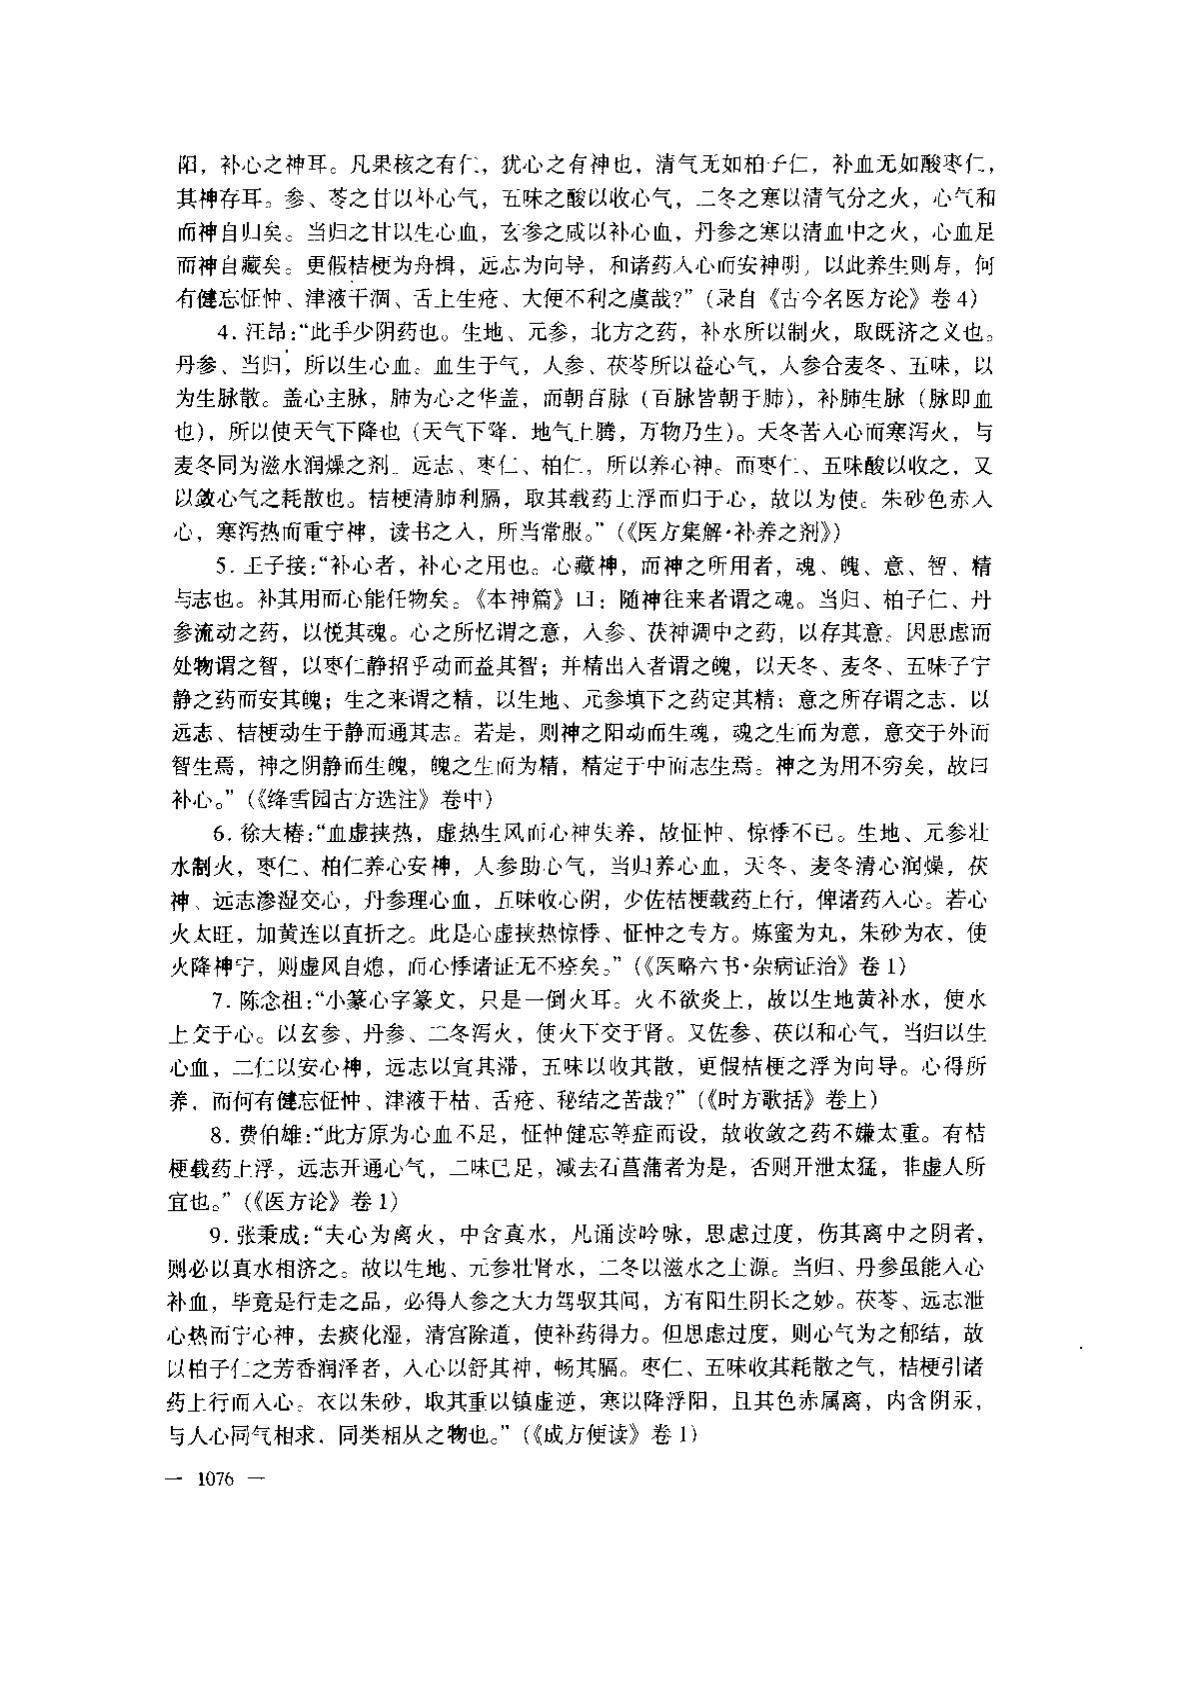 阳，补心之神耳。凡果核之有仁，犹心之有神也，清气无如柏子仁，补血无如酸枣仁，
其神存耳。参、苓之甘以补心气，五味之酸以收心气，二冬之寒以清气分之火，心气和
而神自归矣。当归之甘以生心血，玄参之咸以补心血，丹参之寒以清血中之火，心血足
而神自藏矣。更假桔梗为舟楫，远志为向导，和诸药入心而安神明，以此养生则寿，何
有健忘怔忡、津液干涸、舌上生疮、大便不利之虞哉?”（录自《古今名医方论》卷4）
4. 汪昂:“此手少阴药也。生地、元参，北方之药，补水所以制火，取既济之义也。
丹参、当归，所以生心血。血生于气，人参、茯苓所以益心气，人参合麦冬、五味，以
为生脉散。盖心主脉，肺为心之华盖，而朝百脉（百脉皆朝于肺），补肺生脉（脉即血
也），所以使天气下降也（天气下降．地气上腾，万物乃生）。天冬苦入心而寒泻火，与
麦冬同为滋水润燥之剂。远志、枣仁、柏仁，所以养心神。而枣仁、五味酸以收之，又
以敛心气之耗散也。桔梗清肺利膈，取其载药上浮而归于心，故以为使。朱砂色赤入
心，寒泻热而重宁神，读书之人，所当常服。”（《医方集解·补养之剂》）
5. 王子接:“补心者，补心之用也。心藏神，而神之所用者，魂、魄、意、智、精
与志也。补其用而心能任物矣。《本神篇》曰：随神往来者谓之魂。当归、柏子仁、丹
参流动之药，以悦其魂。心之所忆谓之意，人参、茯神调中之药，以存其意。因思虑而
处物谓之智，以枣仁静招乎动而益其智；并精出入者谓之魄，以天冬、麦冬、五味子宁
静之药而安其魄；生之来谓之精，以生地、元参填下之药定其精；意之所存谓之志．以
远志、桔梗动生于静而通其志。若是，则神之阳动而生魂，魂之生而为意，意交于外而
智生焉，神之阴静而生魄，魄之生而为精，精定于中而志生焉。神之为用不穷矣，故曰
补心。”（《绛雪园古方选注》卷中）
6. 徐大椿:“血虚挟热，虚热生风而心神失养，故怔忡、惊悸不已。生地、元参壮
水制火，枣仁、柏仁养心安神，人参助心气，当归养心血，天冬、麦冬清心润燥，茯
神、远志渗湿交心，丹参理心血，五味收心阴，少佐桔梗载药上行，俾诸药入心。若心
火太旺，加黄连以直折之。此是心虚挟热惊悸、怔忡之专方。炼蜜为丸，朱砂为衣，使
火降神宁，则虚风自熄，而心悸诸证无不痊矣。”（《医略六书·杂病证治》卷1）
7. 陈念祖:“小篆心字篆文，只是一倒火耳。火不欲炎上，故以生地黄补水，使水
上交于心。以玄参、丹参、二冬泻火，使火下交于肾。又佐参、茯以和心气，当归以生
心血，二仁以安心神，远志以宣其滞，五味以收其散，更假桔梗之浮为向导。心得所
养，而何有健忘怔忡、津液干枯、舌疮、秘结之苦哉?”（《时方歌括》卷上）
8. 费伯雄:“此方原为心血不足，怔忡健忘等症而设，故收敛之药不嫌太重。有桔
梗载药上浮，远志开通心气，二味已足，减去石菖蒲者为是，否则开泄太猛，非虚人所
宜也。”（《医方论》卷1）
9. 张秉成:“夫心为离火，中含真水，凡诵读吟咏，思虑过度，伤其离中之阴者，
则必以真水相济之。故以生地、元参壮肾水，二冬以滋水之上源。当归、丹参虽能入心
补血，毕竟是行走之品，必得人参之大力驾驭其间，方有阳生阴长之妙。茯苓、远志泄
心热而宁心神，去痰化湿，清宫除道，使补药得力。但思虑过度，则心气为之郁结，故
以柏子仁之芳香润泽者，入心以舒其神，畅其膈。枣仁、五味收其耗散之气，桔梗引诸
药上行而入心。衣以朱砂，取其重以镇虚逆，寒以降浮阳，且其色赤属离，内含阴汞，
与人心同气相求．同类相从之物也。”（《成方便读》卷1）
— 1076 —